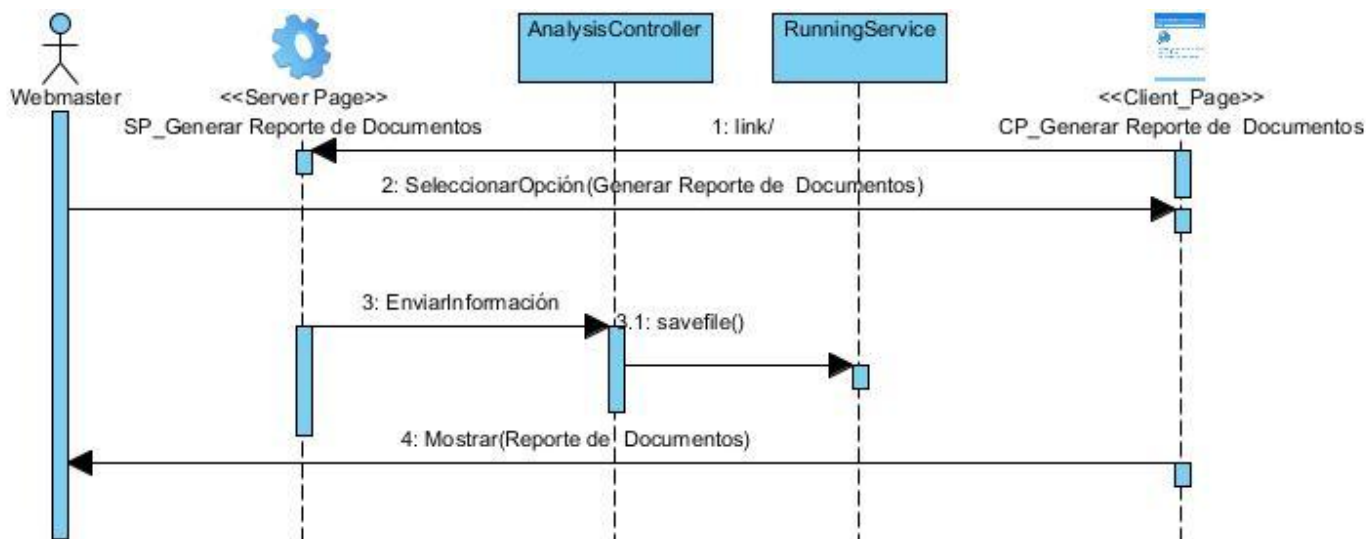 AnalysisController
RunningService
Webmaster
<<Server Page>>
SP_Generar Reporte de Documentos
<<Client_Page>>
CP_Generar Reporte de Documentos
1: link/
2: SeleccionarOpción(Generar Reporte de Documentos)
3: EnviarInformación
3.1: savefile()
4: Mostrar(Reporte de Documentos)